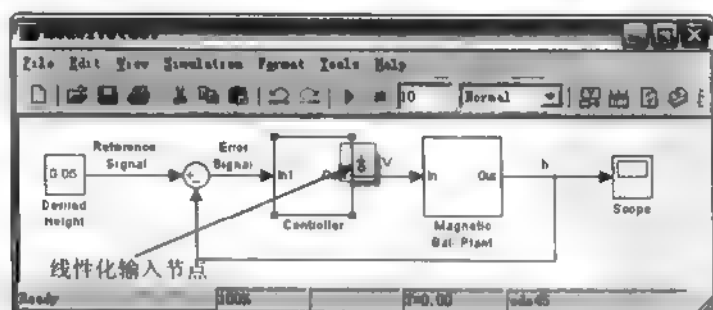 File Edit View Simulation Format Tools Help
10 Normal
Reference Signal
Error Signal
0.05
Desired Height
In1
Controller
V
In Out
Magnetic Ball Plant
h
Scope
线性化输入节点
Ready 100% T=0.00 ode45